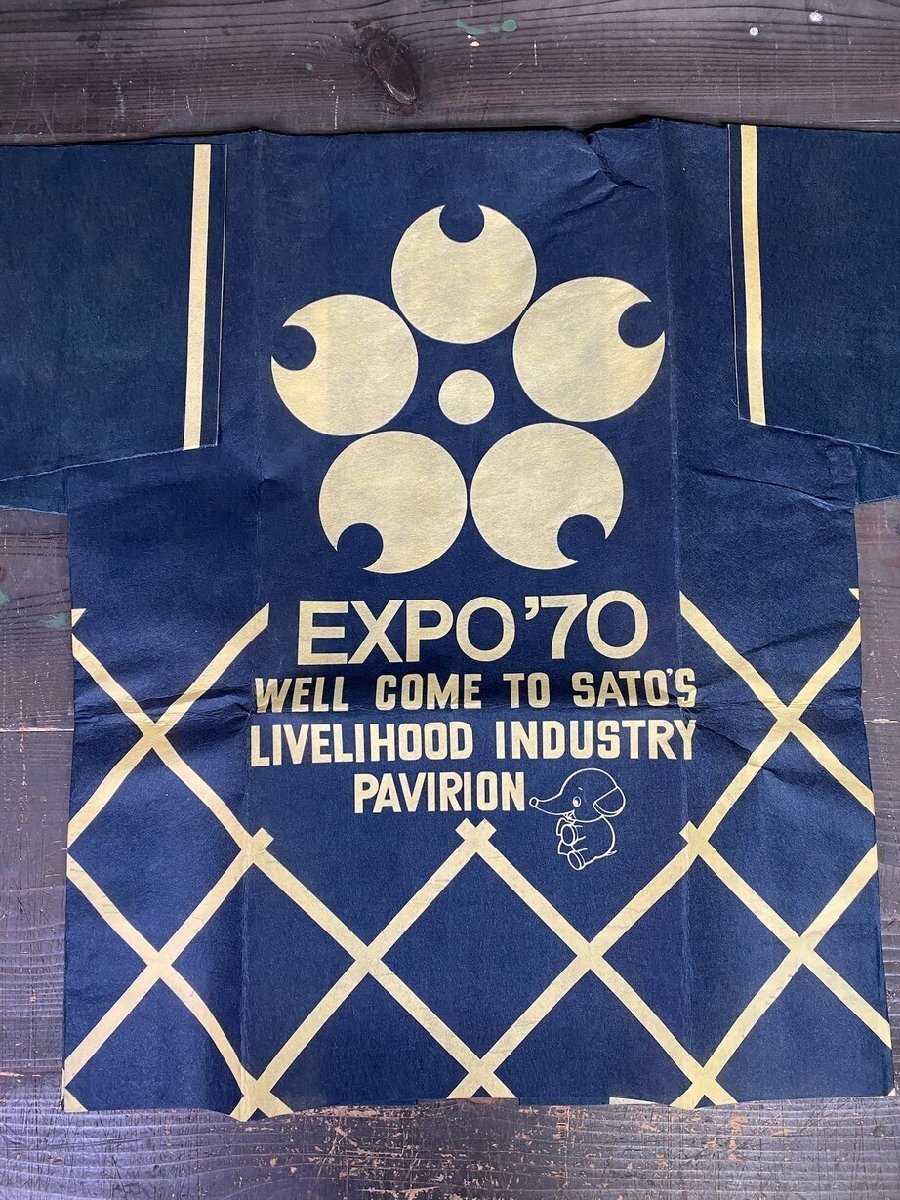 EXPO'70
WELL COME TO SATO'S
LIVELIHOOD INDUSTRY
PAVIRION